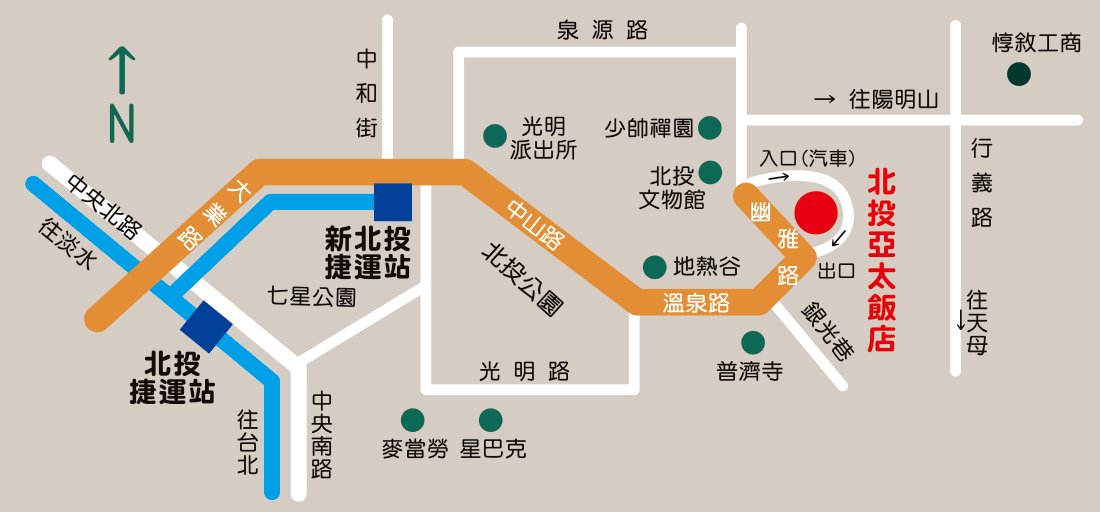 泉源路
惇敘工商
中和街
N
→ 往陽明山
光明
派出所
少帥禪園
行義路
入口(汽車)
北投
文物館
北投亞太飯店
中央北路
大業路
往淡水
中山路
幽雅路
新北投
捷運站
北投公園
地熱谷
出口
七星公園
溫泉路
往天母
銀光巷
北投
捷運站
光明路
普濟寺
中央南路
往台北
麥當勞
星巴克